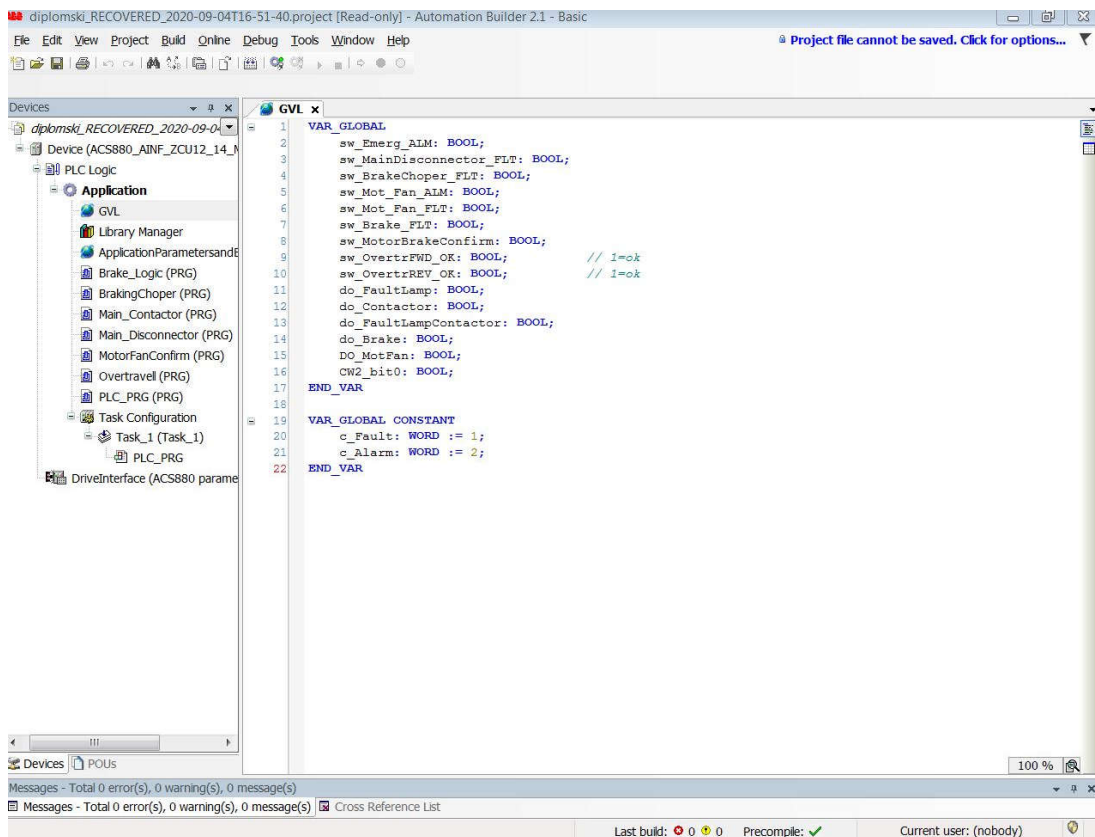 diplomski_RECOVERED_2020-09-04T16-51-40.project [Read-only] - Automation Builder 2.1 - Basic
File Edit View Project Build Online Debug Tools Window Help
Project file cannot be saved. Click for options...
Devices
diplomski_RECOVERED_2020-09-0
Device (ACS880_AINF_ZCU12_14_M
PLC Logic
Application
GVL
Library Manager
ApplicationParametersandE
Brake_Logic (PRG)
BrakingChoper (PRG)
Main_Contactor (PRG)
Main_Disconnector (PRG)
MotorFanConfirm (PRG)
Overtravell (PRG)
PLC_PRG (PRG)
Task Configuration
Task_1 (Task_1)
PLC_PRG
DriveInterface (ACS880 parame
Devices POUs
GVL
1 VAR_GLOBAL
2 sw_Emerg_ALM: BOOL;
3 sw_MainDisconnector_FLT: BOOL;
4 sw_BrakeChoper_FLT: BOOL;
5 sw_Mot_Fan_ALM: BOOL;
6 sw_Mot_Fan_FLT: BOOL;
7 sw_Brake_FLT: BOOL;
8 sw_MotorBrakeConfirm: BOOL;
9 sw_OvertrFWD_OK: BOOL; // 1=ok
10 sw_OvertrREV_OK: BOOL; // 1=ok
11 do_FaultLamp: BOOL;
12 do_Contactor: BOOL;
13 do_FaultLampContactor: BOOL;
14 do_Brake: BOOL;
15 DO_MotFan: BOOL;
16 CW2_bit0: BOOL;
17 END_VAR
18
19 VAR_GLOBAL CONSTANT
20 c_Fault: WORD := 1;
21 c_Alarm: WORD := 2;
22 END_VAR
100 %
Messages - Total 0 error(s), 0 warning(s), 0 message(s)
Messages - Total 0 error(s), 0 warning(s), 0 message(s) Cross Reference List
Last build: 0 0 Precompile: Current user: (nobody)